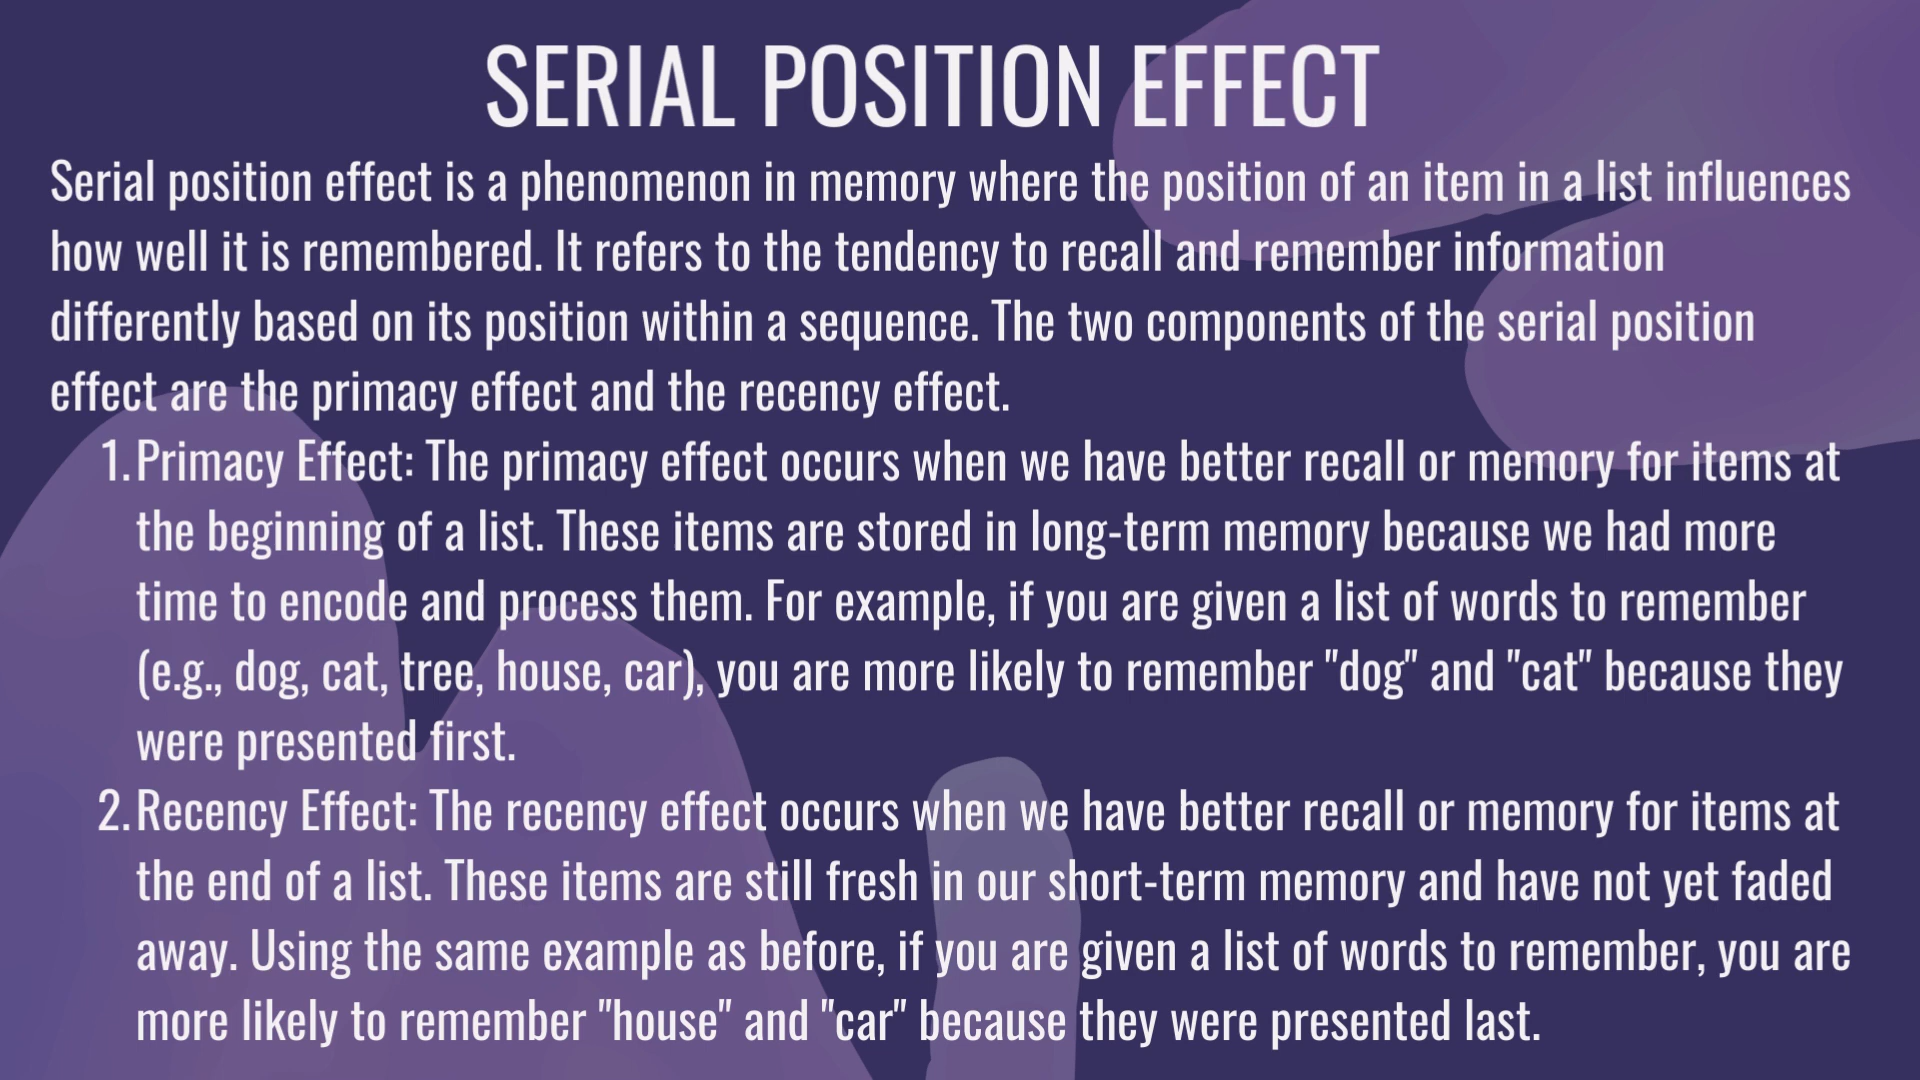 SERIAL POSITION EFFECT
Serial position effect is a phenomenon in memory where the position of an item in a list influences
how well it is remembered. It refers to the tendency to recall and remember information
differently based on its position within a sequence. The two components of the serial position
effect are the primacy effect and the recency effect.
1. Primacy Effect: The primacy effect occurs when we have better recall or memory for items at
the beginning of a list. These items are stored in long-term memory because we had more
time to encode and process them. For example, if you are given a list of words to remember
(e.g., dog, cat, tree, house, car), you are more likely to remember "dog" and "cat" because they
were presented first.
2. Recency Effect: The recency effect occurs when we have better recall or memory for items at
the end of a list. These items are still fresh in our short-term memory and have not yet faded
away. Using the same example as before, if you are given a list of words to remember, you are
more likely to remember "house" and "car" because they were presented last.